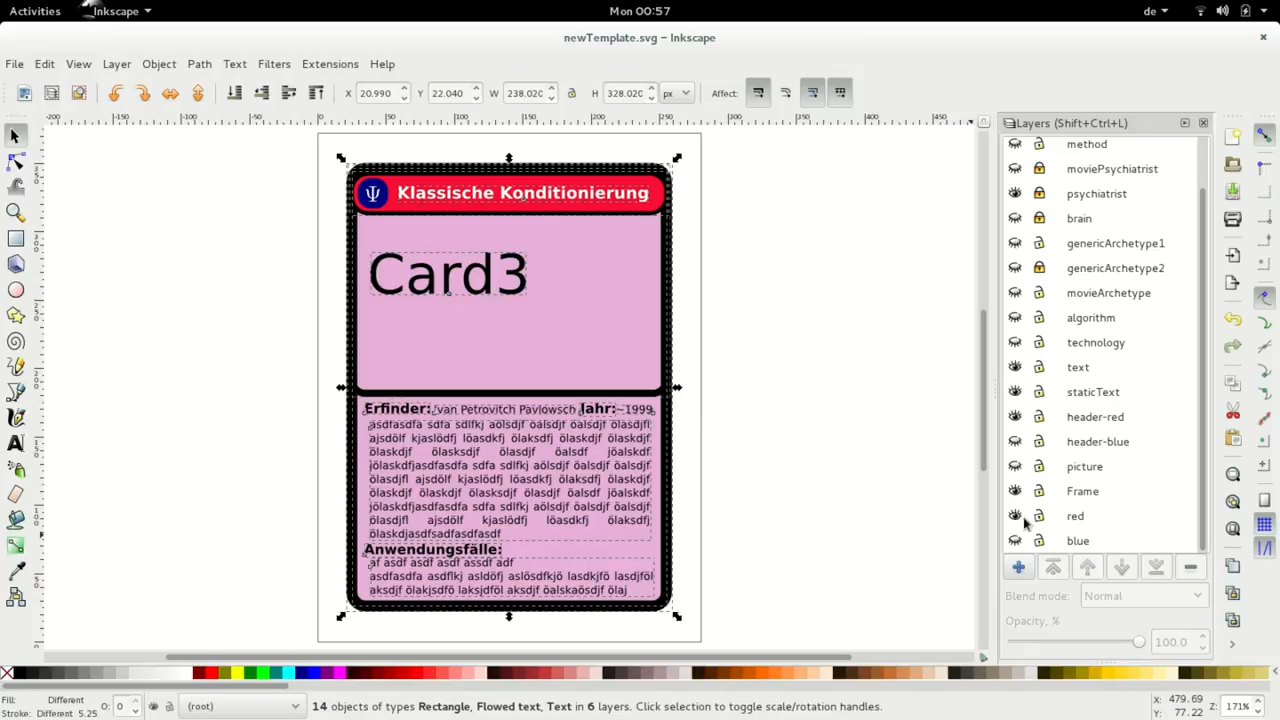 Activities
Inkscape
Mon 00:57
de
newTemplate.svg – Inkscape
File Edit View Layer Object Path Text Filters Extensions Help
X 20.990 Y 22.040 W 238.020 H 328.020 px Affect:
Layers (Shift+Ctrl+L)
method
moviePsychiatrist
psychiatrist
brain
genericArchetype1
genericArchetype2
movieArchetype
algorithm
technology
text
staticText
header-red
header-blue
picture
Frame
red
blue
Blend mode: Normal
Opacity, %
100.0
Ψ Klassische Konditionierung
Card3
Erfinder: Ivan Petrovitch Pavlowsch Jahr: ~1999
asdfasdfa sdfa sdlfkj aölsdjf öalsdjf öalsdjf ölasdjfl
ajsdölf kjaslödfj löasdkfj ölaksdfj ölaskdjf ölaskdjf
ölaskdjf ölasksdjf ölasdjf öalsdf jöalskdf
jölaskdfjasdfasdfa sdfa sdlfkj aölsdjf öalsdjf öalsdjf
ölasdjfl ajsdölf kjaslödfj löasdkfj ölaksdfj ölaskdjf
ölaskdjf ölaskdjf ölasksdjf ölasdjf öalsdf jöalskdf
jölaskdfjasdfasdfa sdfa sdlfkj aölsdjf öalsdjf öalsdjf
ölasdjfl ajsdölf kjaslödfj löasdkfj ölaksdfj
ölaskdjasdfsadfasdfasdf
Anwendungsfälle:
af asdf asdf asdf assdf adf
asdfasdfa asdflkj asldöfj aslösdfkjö lasdkjfö lasdjföl
aksdjf ölakjsdfö laksjdföl aksdjf öalskaösdjf ölaj
Fill: Different
Stroke: Different 5.25
O: 0
(root)
14 objects of types Rectangle, Flowed text, Text in 6 layers. Click selection to toggle scale/rotation handles.
X: 479.69
Y: 77.22
Z: 171%